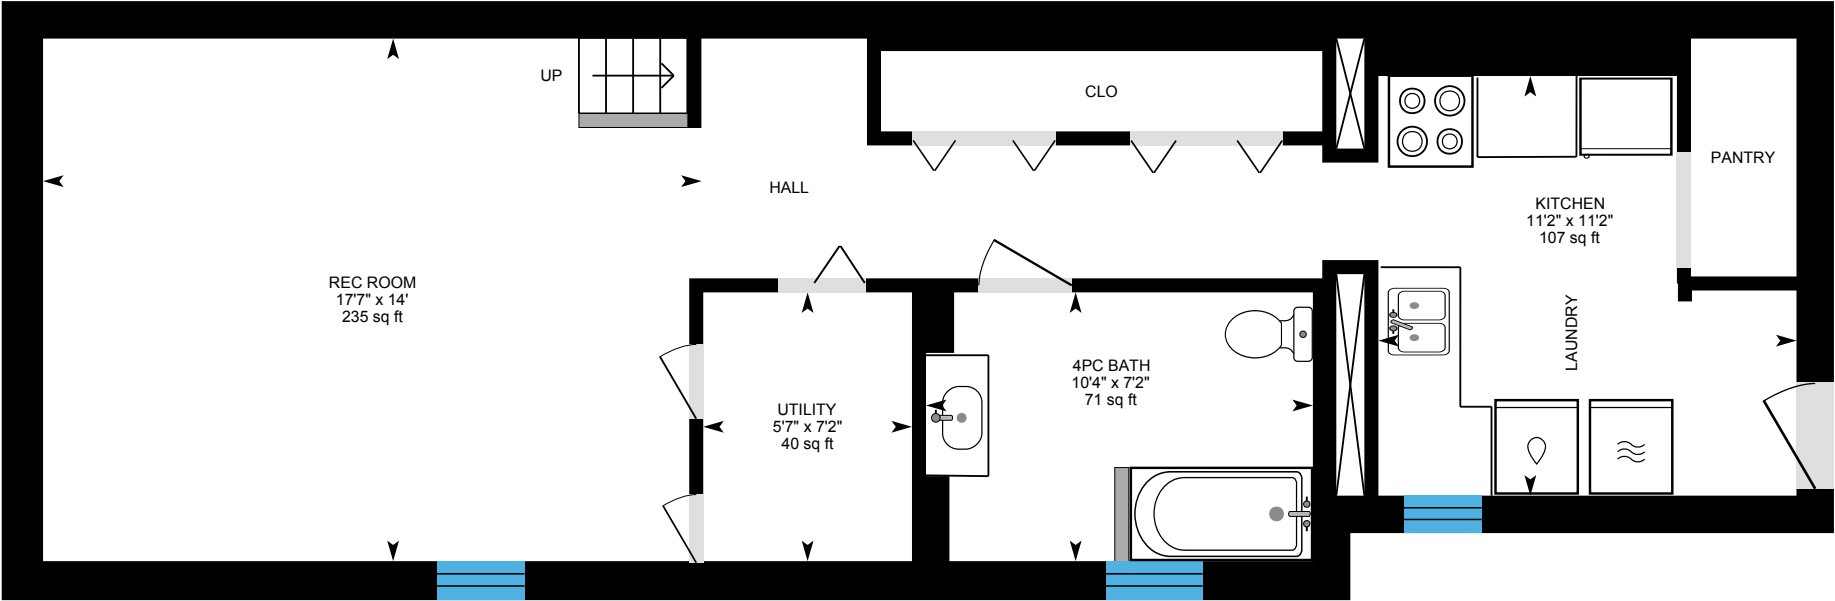 UP
CLO
PANTRY
HALL
KITCHEN
11'2" x 11'2"
107 sq ft
REC ROOM
17'7" x 14'
235 sq ft
LAUNDRY
4PC BATH
10'4" x 7'2"
71 sq ft
UTILITY
5'7" x 7'2"
40 sq ft